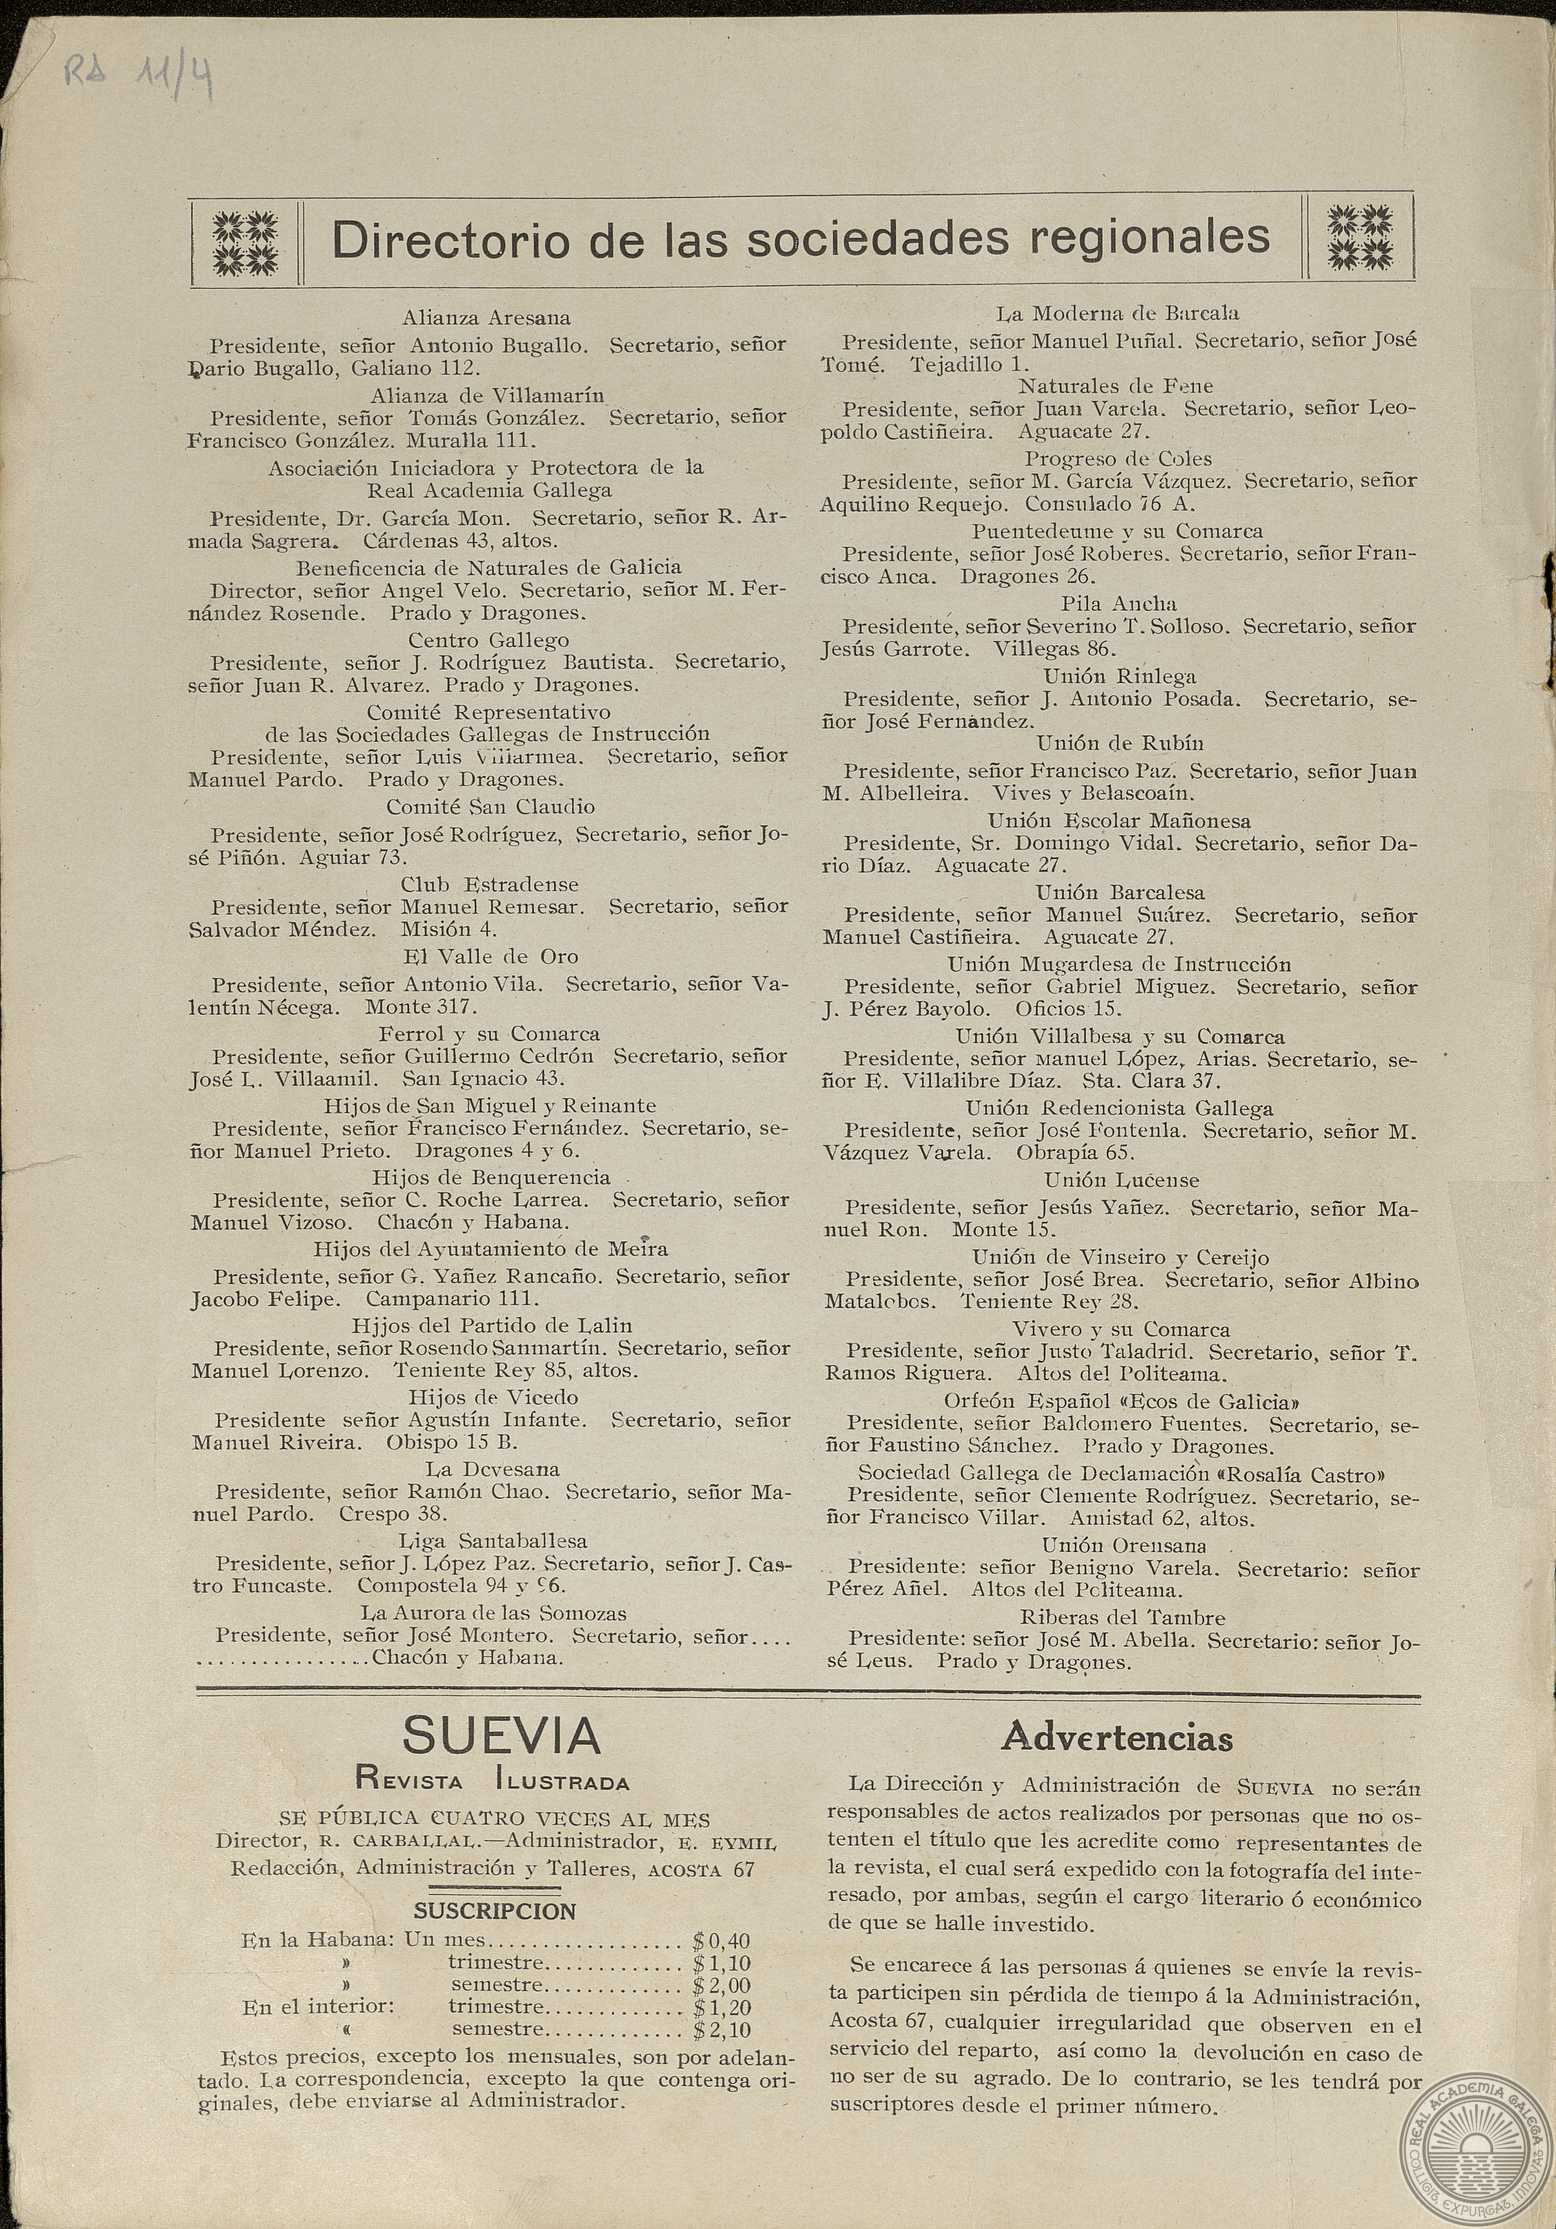 RA 11/4
Directorio de las sociedades regionales
Alianza Aresana
Presidente, señor Antonio Bugallo. Secretario, señor
Dario Bugallo, Galiano 112.
Alianza de Villamarín
Presidente, señor Tomás González. Secretario, señor
Francisco González. Muralla 111.
Asociación Iniciadora y Protectora de la
Real Academia Gallega
Presidente, Dr. García Mon. Secretario, señor R. Ar-
mada Sagrera. Cárdenas 43, altos.
Beneficencia de Naturales de Galicia
Director, señor Angel Velo. Secretario, señor M. Fer-
nández Rosende. Prado y Dragones.
Centro Gallego
Presidente, señor J. Rodríguez Bautista. Secretario,
señor Juan R. Alvarez. Prado y Dragones.
Comité Representativo
de las Sociedades Gallegas de Instrucción
Presidente, señor Luis Villarmea. Secretario, señor
Manuel Pardo. Prado y Dragones.
Comité San Claudio
Presidente, señor José Rodríguez, Secretario, señor Jo-
sé Piñón. Aguiar 73.
Club Estradense
Presidente, señor Manuel Remesar. Secretario, señor
Salvador Méndez. Misión 4.
El Valle de Oro
Presidente, señor Antonio Vila. Secretario, señor Va-
lentín Nécega. Monte 317.
Ferrol y su Comarca
Presidente, señor Guillermo Cedrón Secretario, señor
José L. Villaamil. San Ignacio 43.
Hijos de San Miguel y Reinante
Presidente, señor Francisco Fernández. Secretario, se-
ñor Manuel Prieto. Dragones 4 y 6.
Hijos de Benquerencia
Presidente, señor C. Roche Larrea. Secretario, señor
Manuel Vizoso. Chacón y Habana.
Hijos del Ayuntamiento de Meira
Presidente, señor G. Yañez Rancaño. Secretario, señor
Jacobo Felipe. Campanario 111.
Hjjos del Partido de Lalin
Presidente, señor Rosendo Sanmartín. Secretario, señor
Manuel Lorenzo. Teniente Rey 85, altos.
Hijos de Vicedo
Presidente señor Agustín Infante. Secretario, señor
Manuel Riveira. Obispo 15 B.
La Devesana
Presidente, señor Ramón Chao. Secretario, señor Ma-
nuel Pardo. Crespo 38.
Liga Santaballesa
Presidente, señor J. López Paz. Secretario, señor J. Cas-
tro Funcaste. Compostela 94 y 96.
La Aurora de las Somozas
Presidente, señor José Montero. Secretario, señor....
................Chacón y Habana.
La Moderna de Barcala
Presidente, señor Manuel Puñal. Secretario, señor José
Tomé. Tejadillo 1.
Naturales de Fene
Presidente, señor Juan Varela. Secretario, señor Leo-
poldo Castiñeira. Aguacate 27.
Progreso de Coles
Presidente, señor M. García Vázquez. Secretario, señor
Aquilino Requejo. Consulado 76 A.
Puentedeume y su Comarca
Presidente, señor José Roberes. Secretario, señor Fran-
cisco Anca. Dragones 26.
Pila Ancha
Presidente, señor Severino T. Solloso. Secretario, señor
Jesús Garrote. Villegas 86.
Unión Rinlega
Presidente, señor J. Antonio Posada. Secretario, se-
ñor José Fernández.
Unión de Rubín
Presidente, señor Francisco Paz. Secretario, señor Juan
M. Albelleira. Vives y Belascoaín.
Unión Escolar Mañonesa
Presidente, Sr. Domingo Vidal. Secretario, señor Da-
rio Díaz. Aguacate 27.
Unión Barcalesa
Presidente, señor Manuel Suárez. Secretario, señor
Manuel Castiñeira. Aguacate 27.
Unión Mugardesa de Instrucción
Presidente, señor Gabriel Miguez. Secretario, señor
J. Pérez Bayolo. Oficios 15.
Unión Villalbesa y su Comarca
Presidente, señor Manuel López, Arias. Secretario, se-
ñor E. Villalibre Díaz. Sta. Clara 37.
Unión Redencionista Gallega
Presidente, señor José Fontenla. Secretario, señor M.
Vázquez Varela. Obrapía 65.
Unión Lucense
Presidente, señor Jesús Yañez. Secretario, señor Ma-
nuel Ron. Monte 15.
Unión de Vinseiro y Cereijo
Presidente, señor José Brea. Secretario, señor Albino
Matalobos. Teniente Rey 28.
Vivero y su Comarca
Presidente, señor Justo Taladrid. Secretario, señor T.
Ramos Riguera. Altos del Politeama.
Orfeón Español «Ecos de Galicia»
Presidente, señor Baldomero Fuentes. Secretario, se-
ñor Faustino Sánchez. Prado y Dragones.
Sociedad Gallega de Declamación «Rosalía Castro»
Presidente, señor Clemente Rodríguez. Secretario, se-
ñor Francisco Villar. Amistad 62, altos.
Unión Orensana
Presidente: señor Benigno Varela. Secretario: señor
Pérez Añel. Altos del Politeama.
Riberas del Tambre
Presidente: señor José M. Abella. Secretario: señor Jo-
sé Leus. Prado y Dragones.
SUEVIA
REVISTA ILUSTRADA
SE PÚBLICA CUATRO VECES AL MES
Director, R. CARBALLAL.—Administrador, E. EYMIL
Redacción, Administración y Talleres, ACOSTA 67
SUSCRIPCION
En la Habana: Un mes.................. $ 0,40
» trimestre............. $ 1,10
» semestre............. $ 2,00
En el interior: trimestre............. $ 1,20
« semestre............. $ 2,10
Estos precios, excepto los mensuales, son por adelan-
tado. La correspondencia, excepto la que contenga ori-
ginales, debe enviarse al Administrador.
Advertencias
La Dirección y Administración de SUEVIA no serán
responsables de actos realizados por personas que no os-
tenten el título que les acredite como representantes de
la revista, el cual será expedido con la fotografía del inte-
resado, por ambas, según el cargo literario ó económico
de que se halle investido.
Se encarece á las personas á quienes se envíe la revis-
ta participen sin pérdida de tiempo á la Administración,
Acosta 67, cualquier irregularidad que observen en el
servicio del reparto, así como la devolución en caso de
no ser de su agrado. De lo contrario, se les tendrá por
suscriptores desde el primer número.
REAL ACADEMIA GALEGA
COLLIGIT, EXPURGAT, INNOVAT